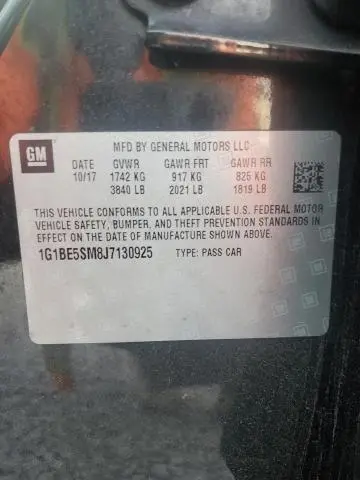 GM
MFD BY GENERAL MOTORS LLC
DATE GVWR GAWR FRT GAWR RR
10/17 1742 KG 917 KG 825 KG
3840 LB 2021 LB 1819 LB
THIS VEHICLE CONFORMS TO ALL APPLICABLE U.S. FEDERAL MOTOR
VEHICLE SAFETY, BUMPER, AND THEFT PREVENTION STANDARDS IN
EFFECT ON THE DATE OF MANUFACTURE SHOWN ABOVE.
1G1BE5SM8J7130925 TYPE: PASS CAR